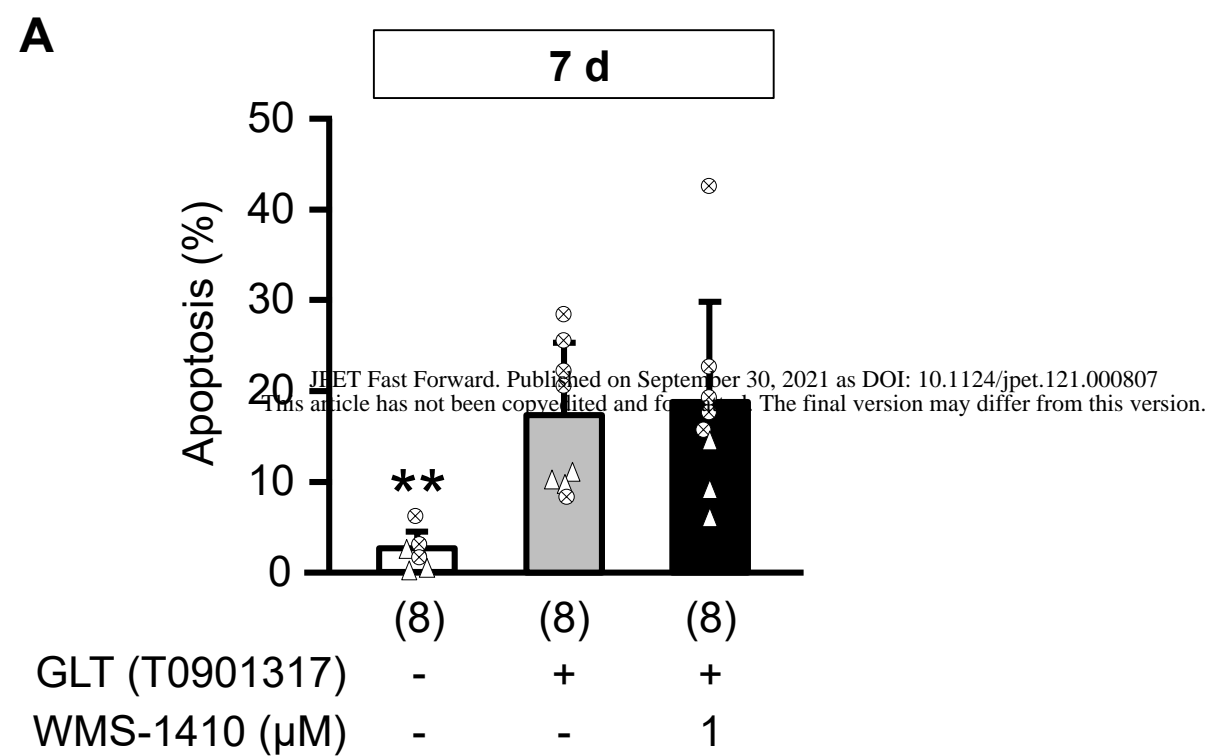 A
7 d
50
40
30
20
10
0
Apoptosis (%)
JPET Fast Forward. Published on September 30, 2021 as DOI: 10.1124/jpet.121.000807
This article has not been copyedited and formatted. The final version may differ from this version.
**
(8) (8) (8)
GLT (T0901317) - + +
WMS-1410 (µM) - - 1